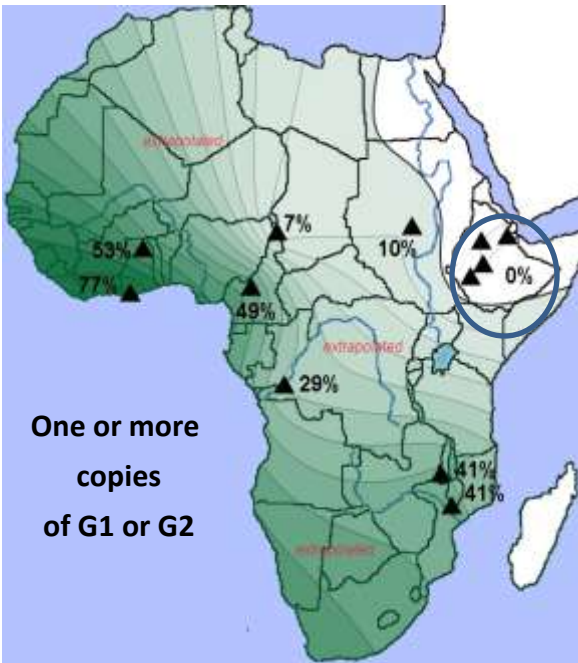 extrapolated
7%
53%
10%
77%
0%
49%
extrapolated
29%
One or more
copies
of G1 or G2
41%
41%
extrapolated